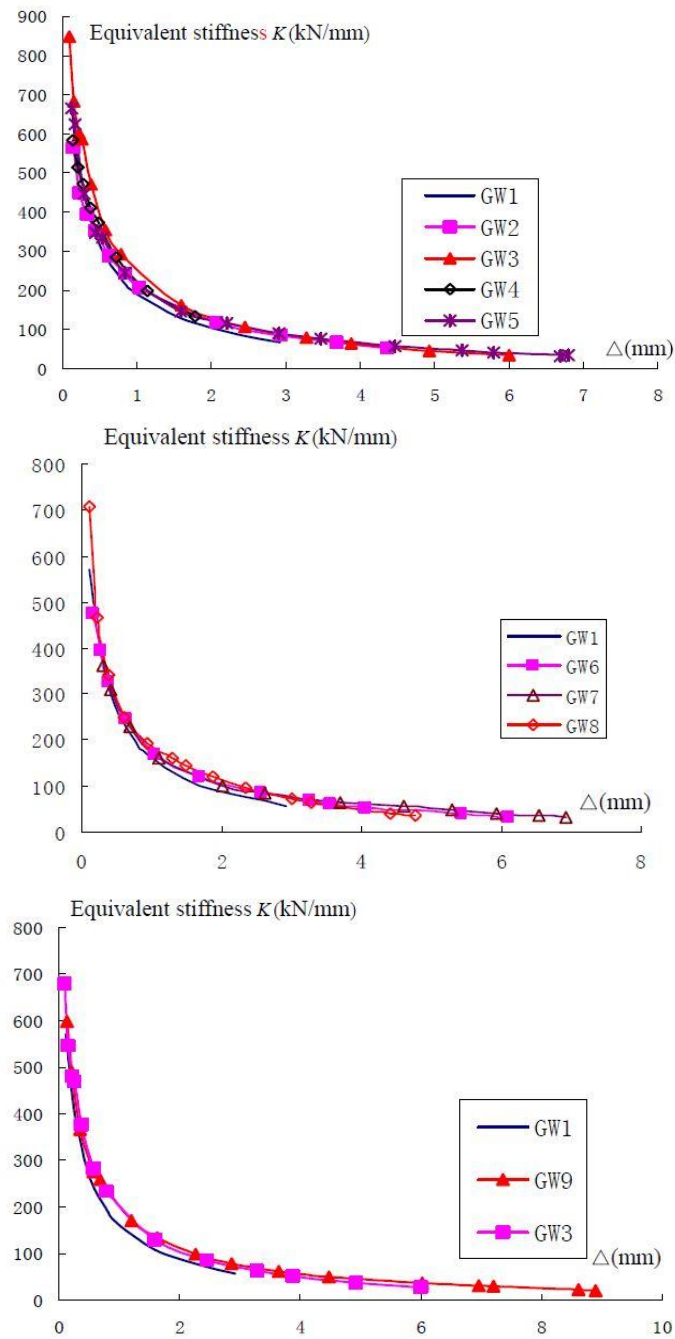 Equivalent stiffness K(kN/mm)
900
800
700
600
500
400
300
200
100
0
GW1
GW2
GW3
GW4
GW5
△(mm)
0 1 2 3 4 5 6 7 8
Equivalent stiffness K(kN/mm)
800
700
600
500
400
300
200
100
0
GW1
GW6
GW7
GW8
△(mm)
0 2 4 6 8
Equivalent stiffness K(kN/mm)
800
700
600
500
400
300
200
100
0
GW1
GW9
GW3
△(mm)
0 2 4 6 8 10